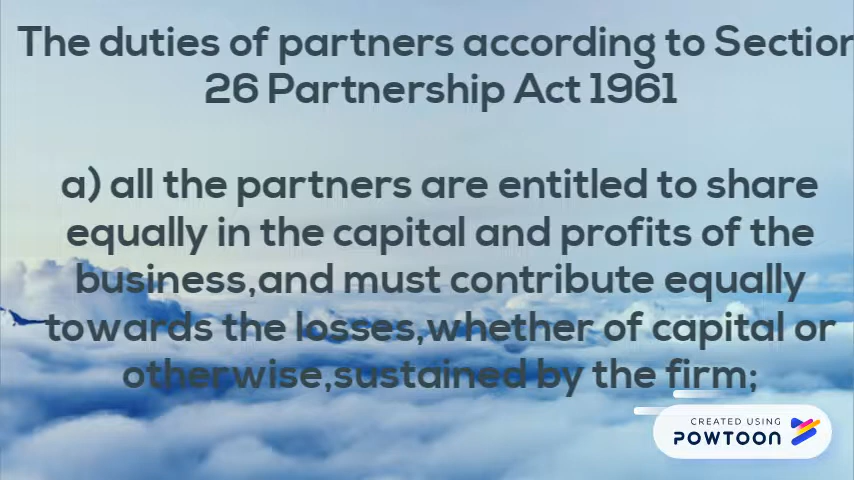 The duties of partners according to Section
26 Partnership Act 1961
a) all the partners are entitled to share
equally in the capital and profits of the
business,and must contribute equally
towards the losses,whether of capital or
otherwise,sustained by the firm;
CREATED USING
POWTOON